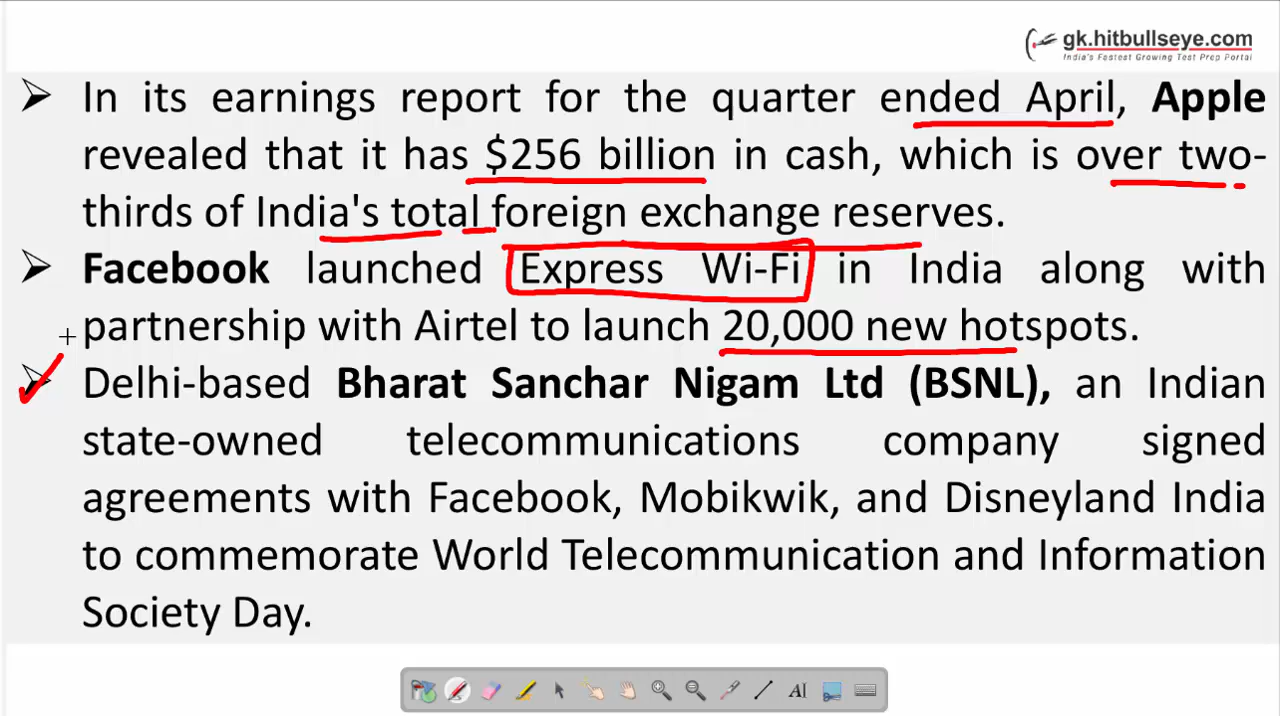 gk.hitbullseye.com
India's Fastest Growing Test Prep Portal
In its earnings report for the quarter ended April, Apple
revealed that it has $256 billion in cash, which is over two-
thirds of India's total foreign exchange reserves.
Facebook launched Express Wi-Fi in India along with
partnership with Airtel to launch 20,000 new hotspots.
Delhi-based Bharat Sanchar Nigam Ltd (BSNL), an Indian
state-owned telecommunications company signed
agreements with Facebook, Mobikwik, and Disneyland India
to commemorate World Telecommunication and Information
Society Day.
AI